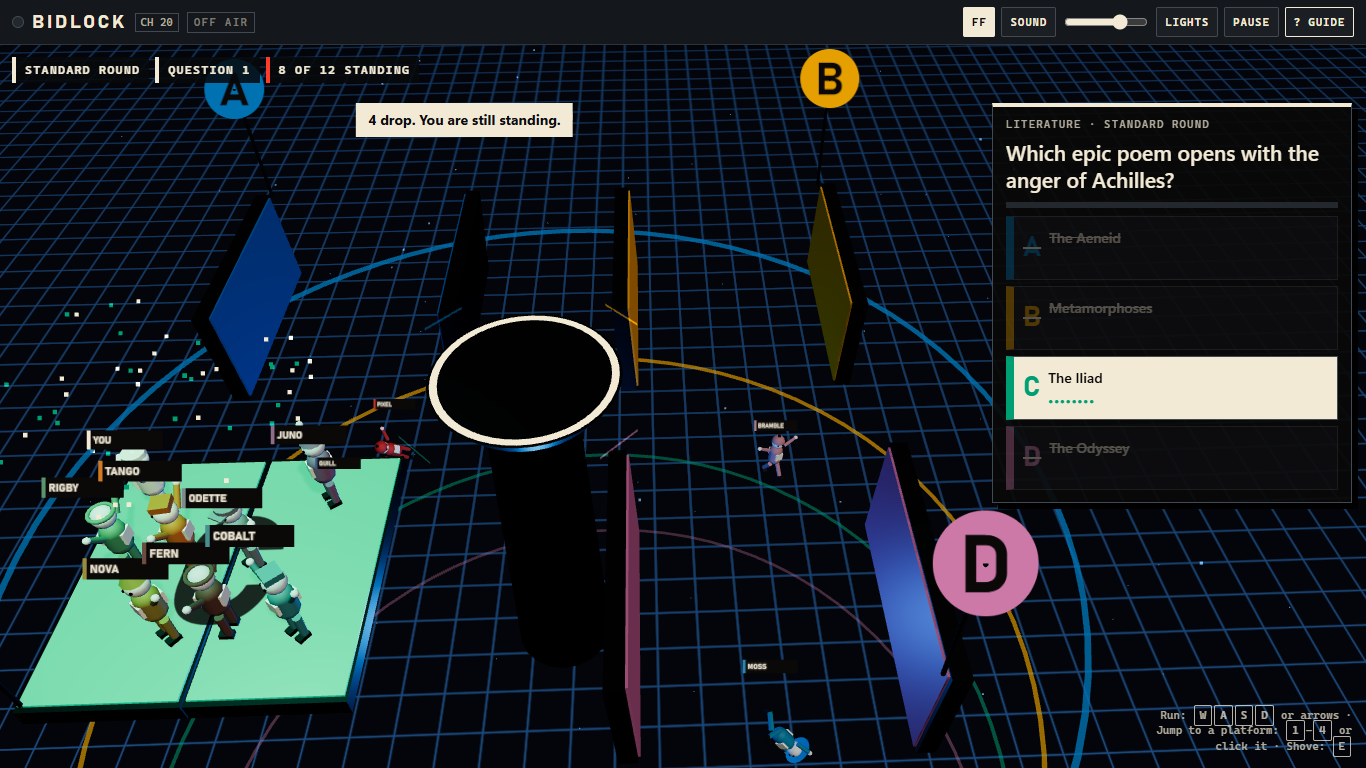 BIDLOCK CH 20 OFF AIR FF SOUND LIGHTS PAUSE ? GUIDE
STANDARD ROUND QUESTION 1 8 OF 12 STANDING
A
B
4 drop. You are still standing.
LITERATURE · STANDARD ROUND
Which epic poem opens with the
anger of Achilles?
A The Aeneid
B Metamorphoses
C The Iliad
D The Odyssey
PIXEL
BRAMBLE
YOU
JUNO
QUILL
TANGO
RIGBY
ODETTE
COBALT
FERN
NOVA
D
MOSS
Run: W A S D or arrows ·
Jump to a platform: 1 – 4 or
click it · Shove: E